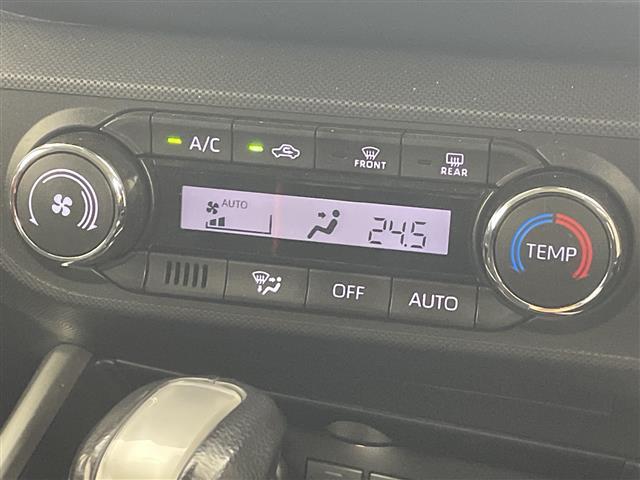 A/C
FRONT
REAR
AUTO
24.5
TEMP
OFF
AUTO